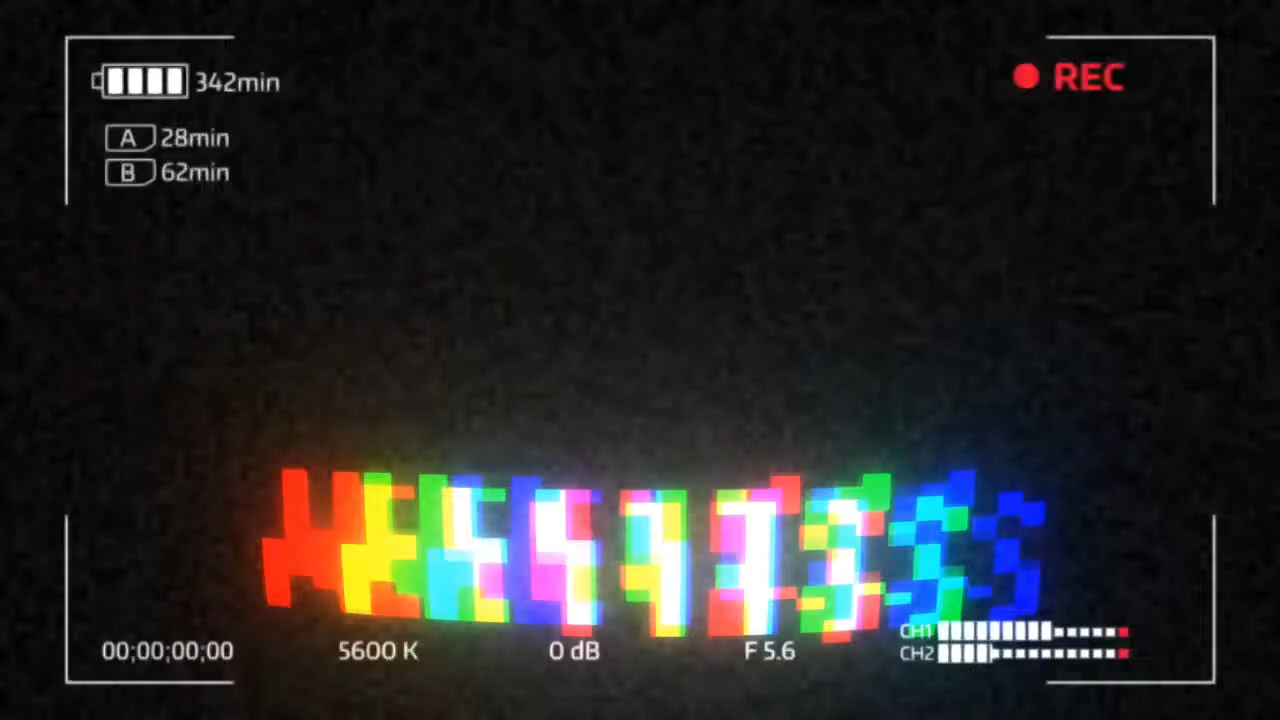 342min
REC
A 28min
B 62min
00;00;00;00 5600 K 0 dB F 5.6
CH1
CH2